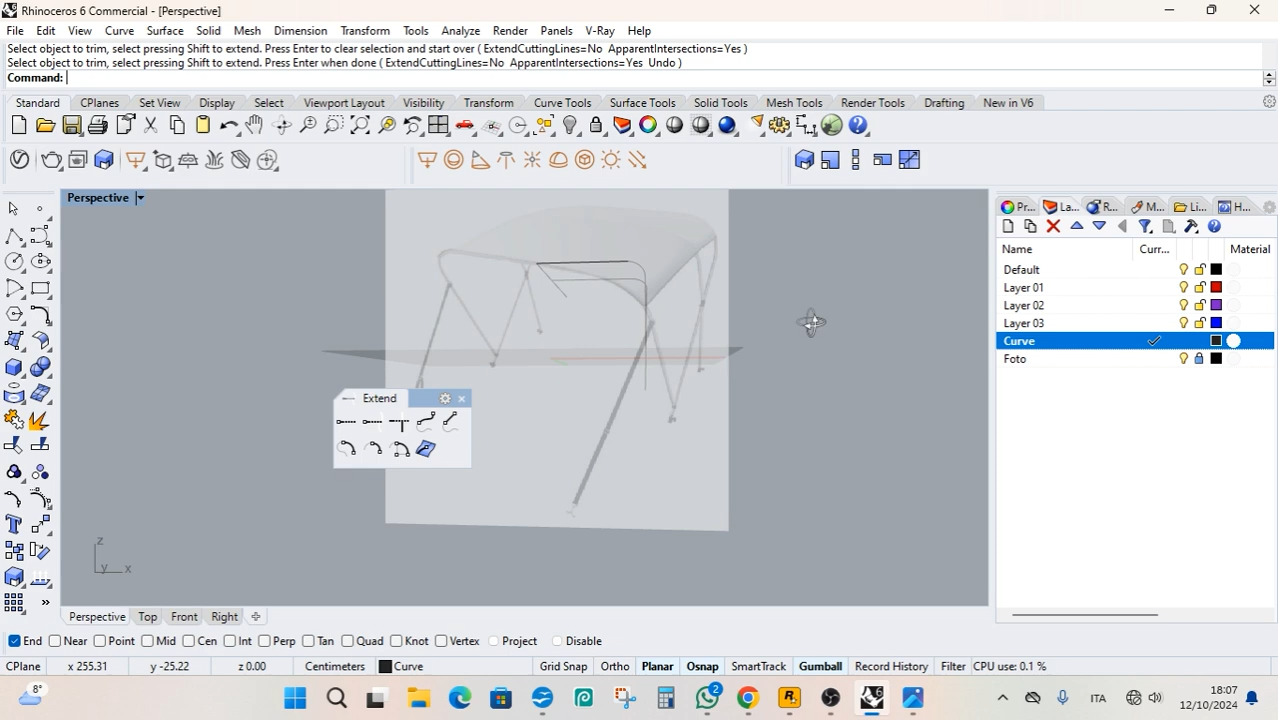 Rhinoceros 6 Commercial - [Perspective]
File Edit View Curve Surface Solid Mesh Dimension Transform Tools Analyze Render Panels V-Ray Help
Select object to trim, select pressing Shift to extend. Press Enter to clear selection and start over ( ExtendCuttingLines=No ApparentIntersections=Yes )
Select object to trim, select pressing Shift to extend. Press Enter when done ( ExtendCuttingLines=No ApparentIntersections=Yes Undo )
Command:
Standard CPlanes Set View Display Select Viewport Layout Visibility Transform Curve Tools Surface Tools Solid Tools Mesh Tools Render Tools Drafting New in V6
Perspective
Pr... La... R... M... Li... H...
Name Curr... Material
Default
Layer 01
Layer 02
Layer 03
Curve
Foto
Extend
z
y x
Perspective Top Front Right
End Near Point Mid Cen Int Perp Tan Quad Knot Vertex Project Disable
CPlane x 255.31 y -25.22 z 0.00 Centimeters Curve Grid Snap Ortho Planar Osnap SmartTrack Gumball Record History Filter CPU use: 0.1 %
8°
2
ITA
18:07
12/10/2024